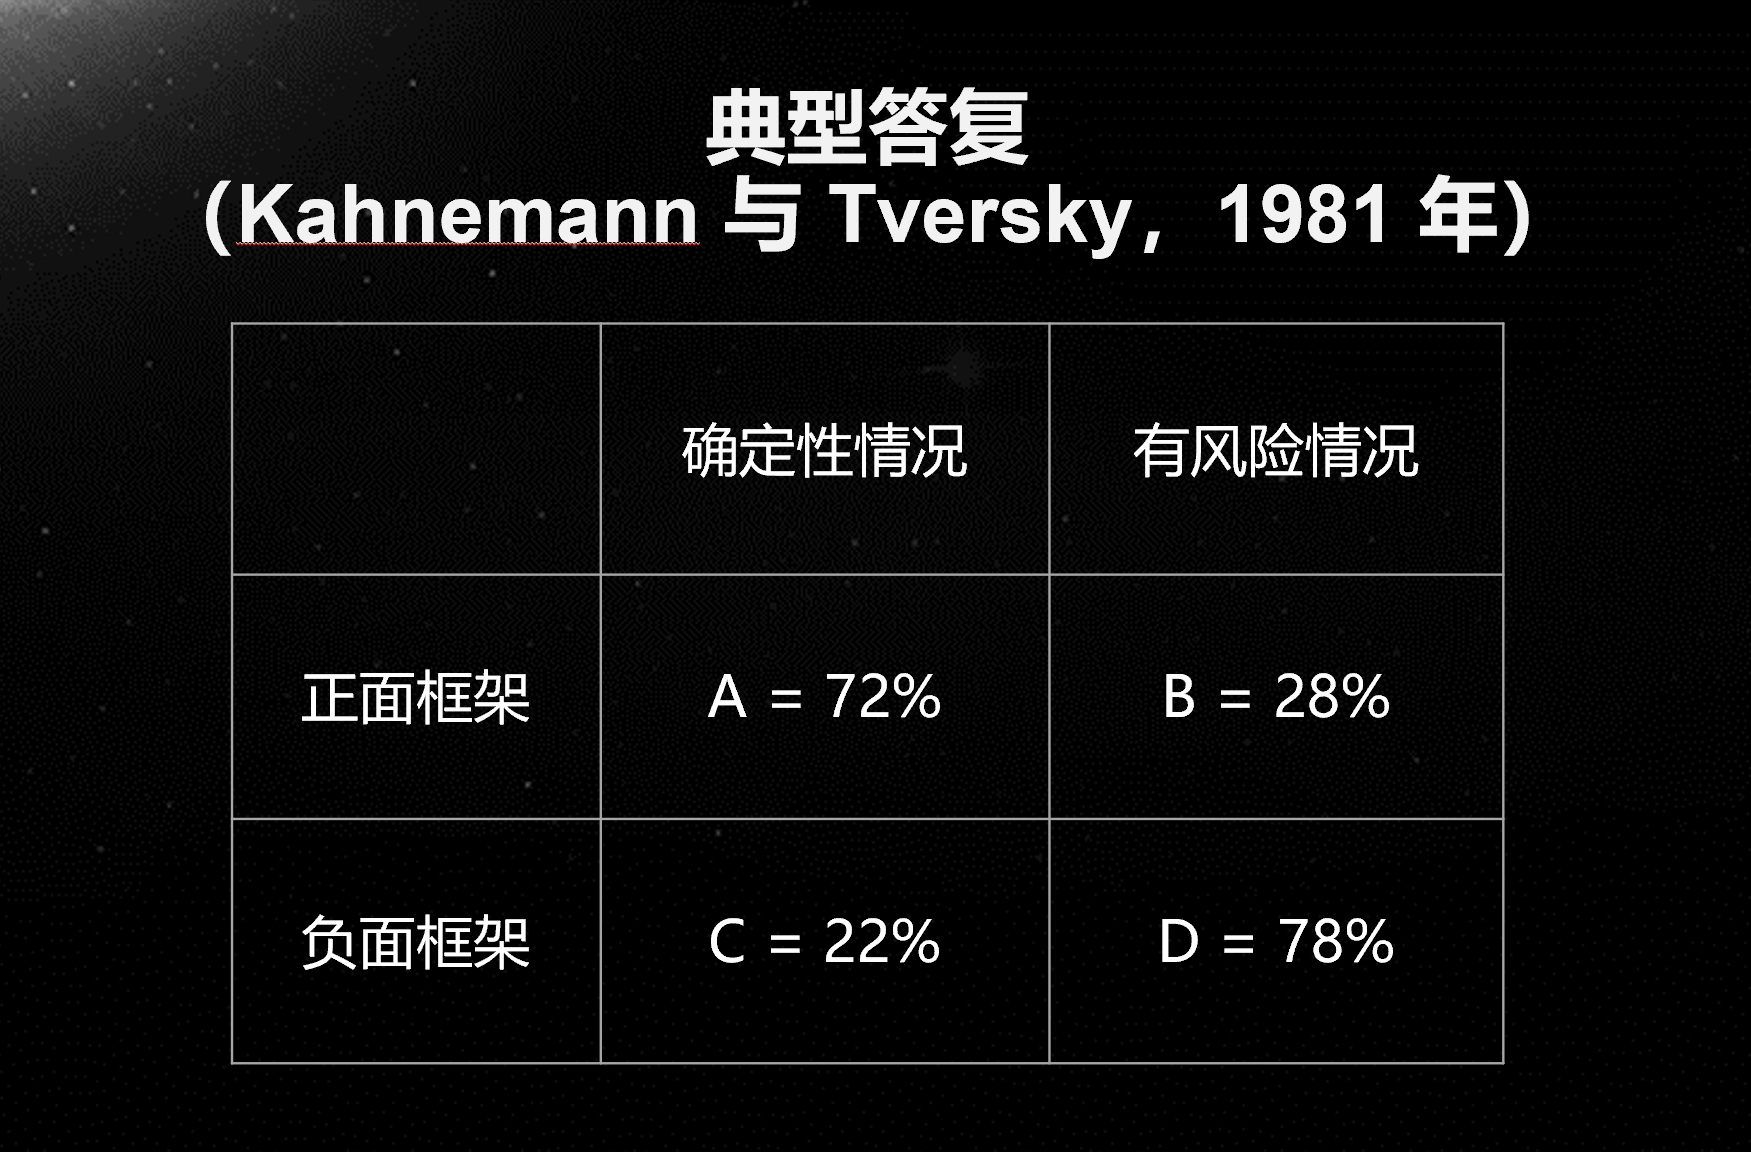 典型答复
（Kahnemann 与 Tversky，1981 年）
确定性情况 有风险情况
正面框架 A = 72% B = 28%
负面框架 C = 22% D = 78%